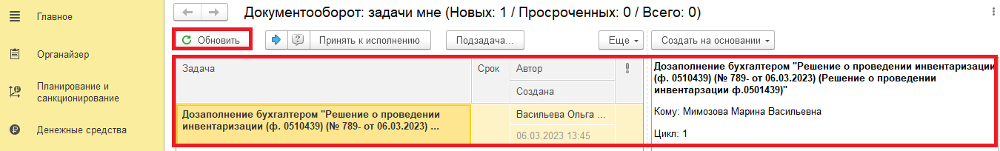 Главное
Органайзер
Планирование и
санкционирование
Денежные средства
Документооборот: задачи мне (Новых: 1 / Просроченных: 0 / Всего: 0)
Обновить
Принять к исполнению
Подзадача...
Еще
Создать на основании
Задача
Срок
Автор
Создана
Дозаполнение бухгалтером "Решение о проведении
инвентаризации (ф. 0510439) (№ 789- от 06.03.2023) ...
Васильева Ольга ...
06.03.2023 13:45
Дозаполнение бухгалтером "Решение о проведении инвентаризации
(ф. 0510439) (№ 789- от 06.03.2023) (Решение о проведении
инвентарзации ф.0501439)"
Кому: Мимозова Марина Васильевна
Цикл: 1